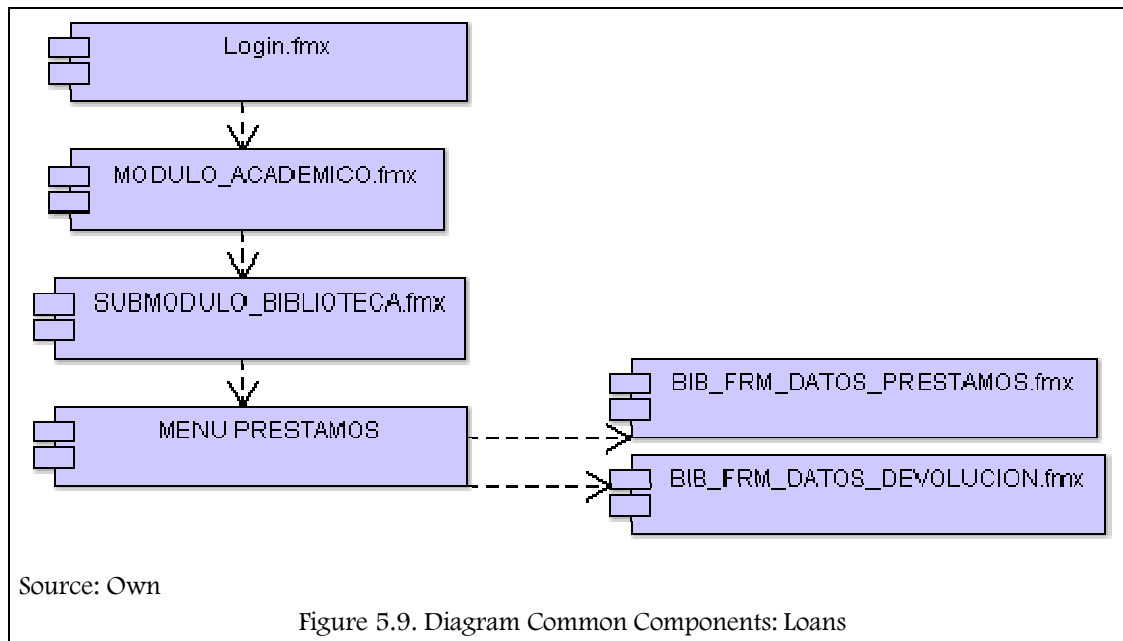 Login.fmx
MODULO_ACADEMICO.fmx
SUBMODULO_BIBLIOTECA.fmx
MENU PRESTAMOS
BIB_FRM_DATOS_PRESTAMOS.fmx
BIB_FRM_DATOS_DEVOLUCION.fmx
Source: Own
Figure 5.9. Diagram Common Components: Loans